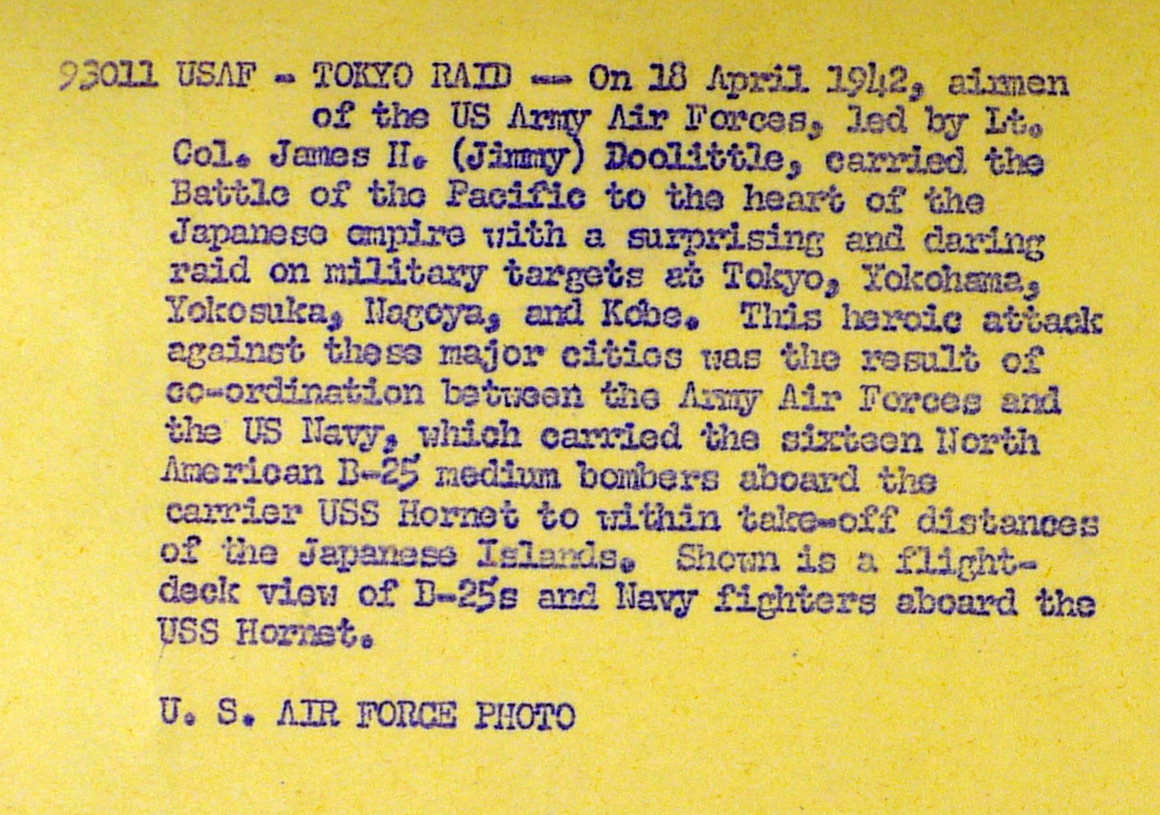 93011 USAF - TOKYO RAID -- On 18 April 1942, airmen
of the US Army Air Forces, led by Lt.
Col. James H. (Jimmy) Doolittle, carried the
Battle of the Pacific to the heart of the
Japanese empire with a surprising and daring
raid on military targets at Tokyo, Yokohama,
Yokosuka, Nagoya, and Kobe.  This heroic attack
against these major cities was the result of
co-ordination between the Army Air Forces and
the US Navy, which carried the sixteen North
American B-25 medium bombers aboard the
carrier USS Hornet to within take-off distances
of the Japanese Islands.  Shown is a flight-
deck view of B-25s and Navy fighters aboard the
USS Hornet.

U. S. AIR FORCE PHOTO